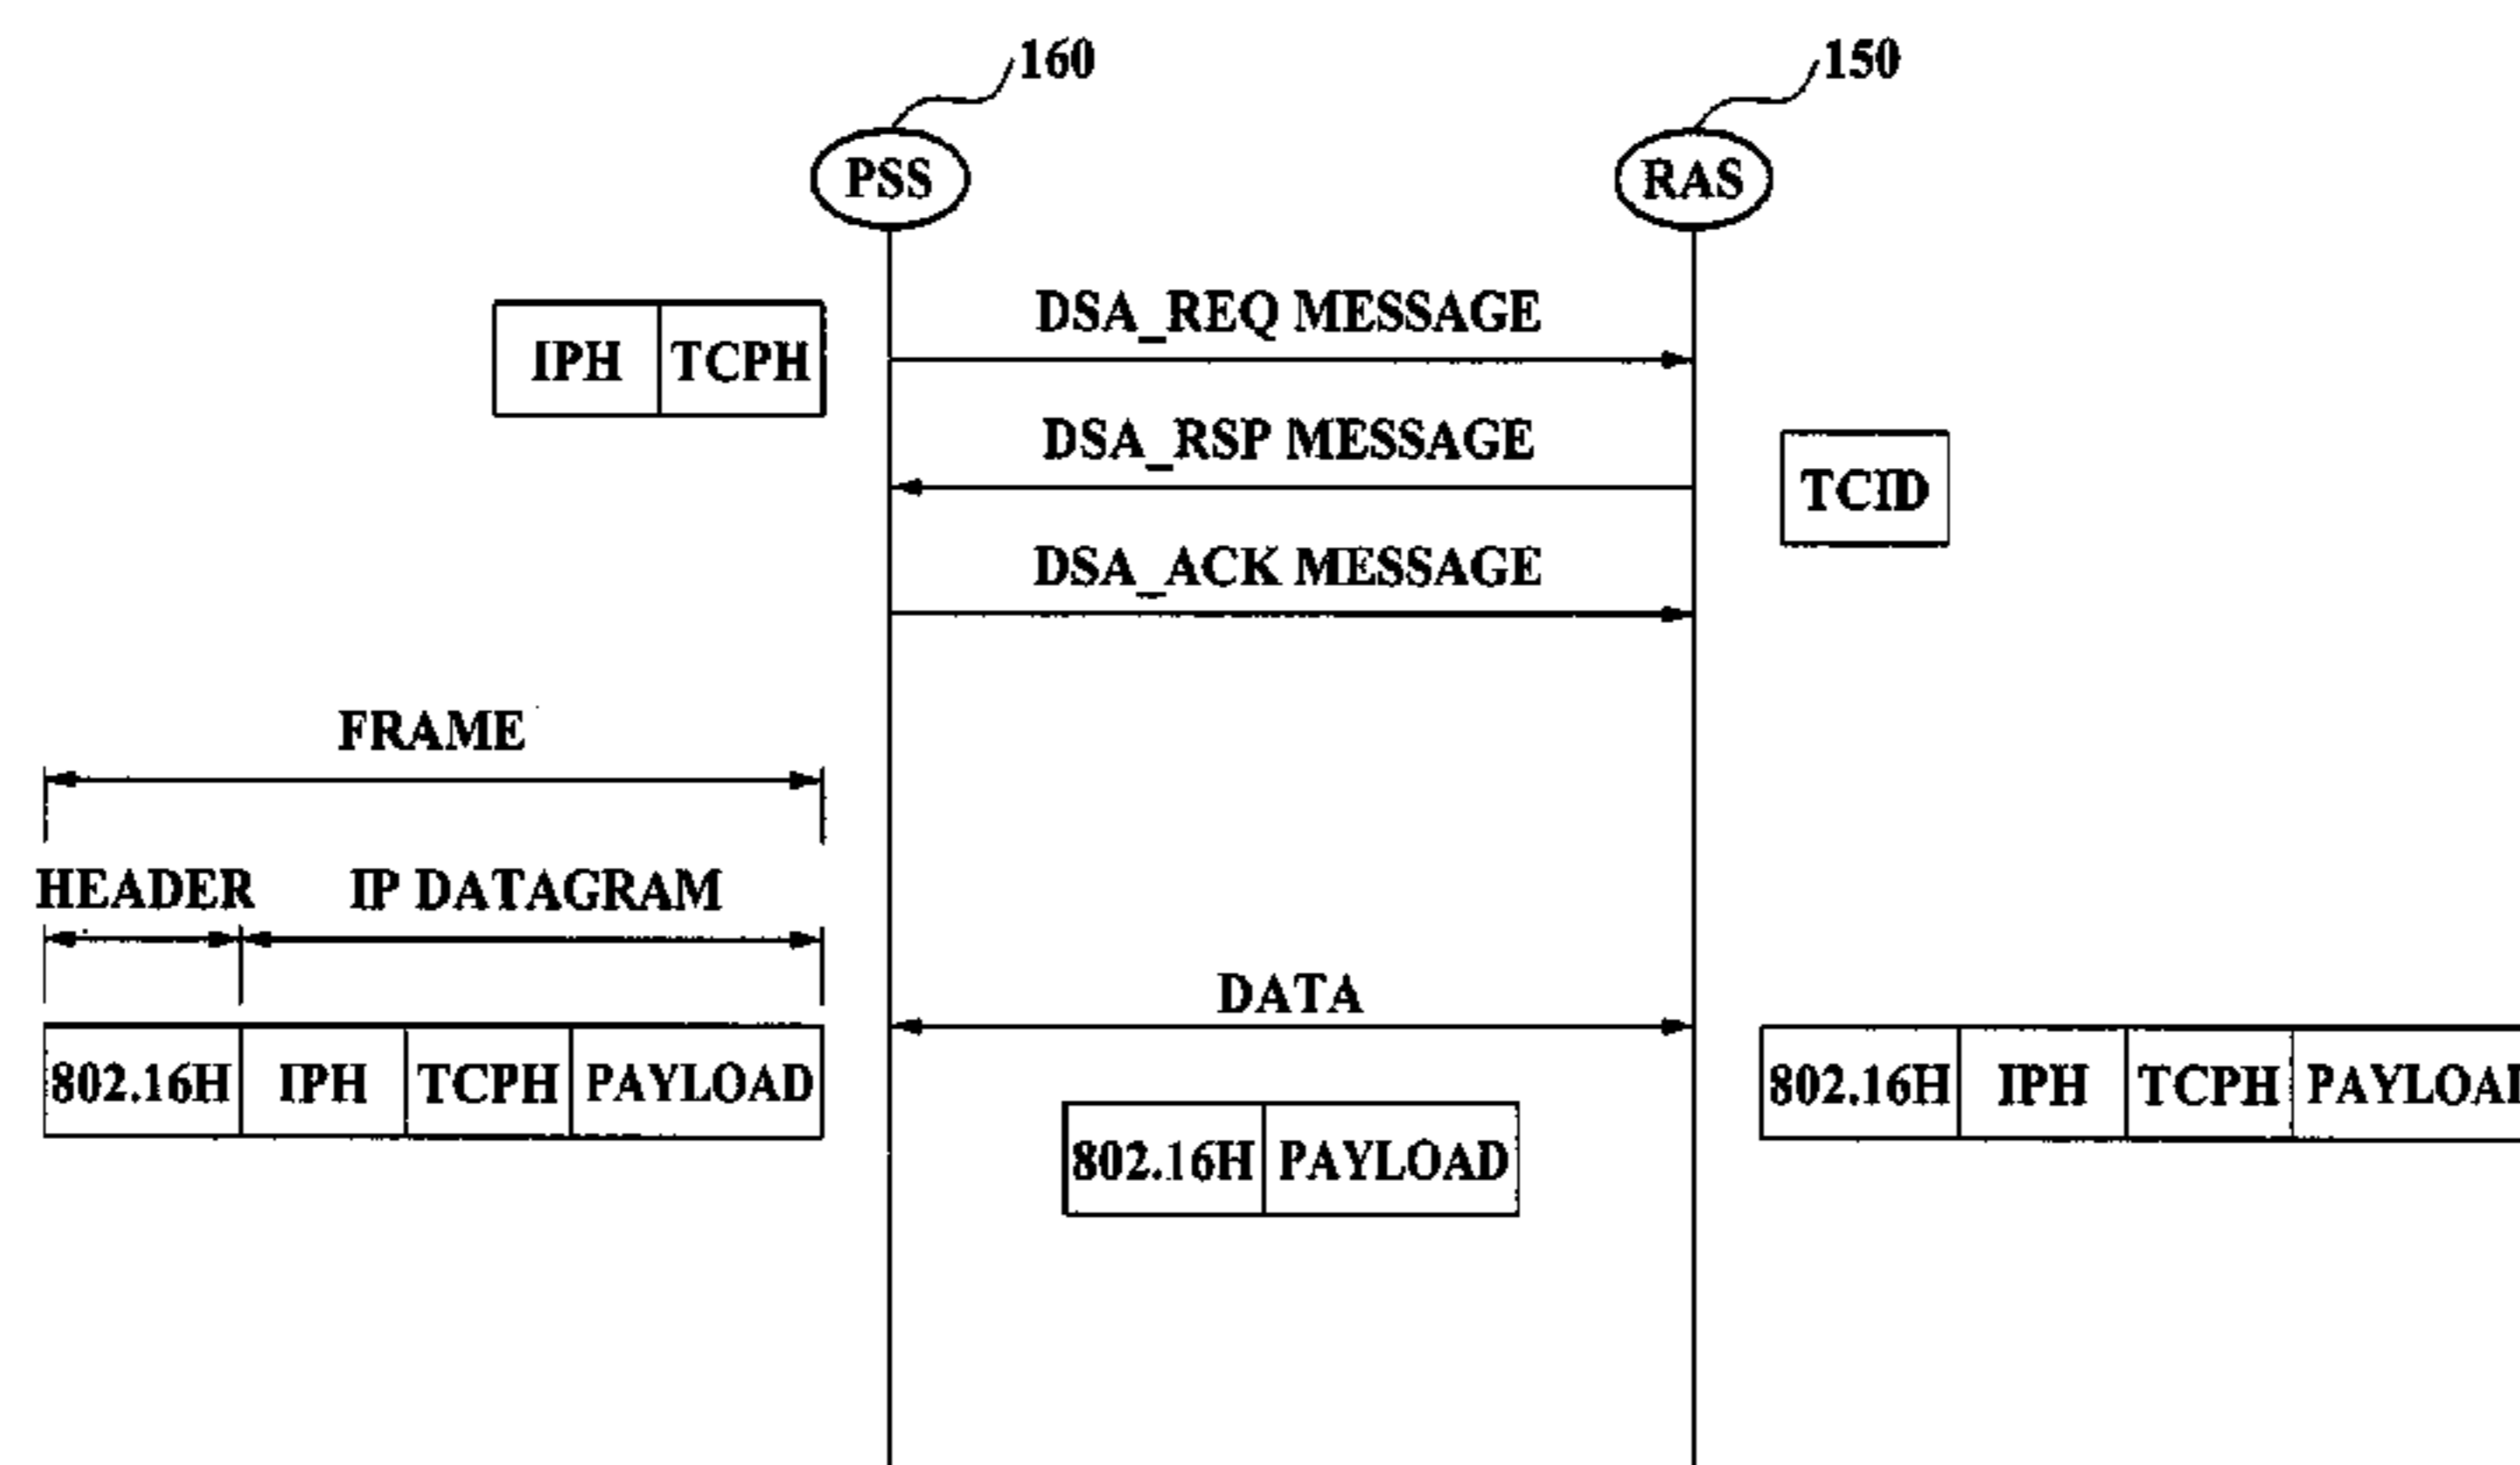 160
150
PSS
RAS
DSA_REQ MESSAGE
IPH TCPH
DSA_RSP MESSAGE
TCID
DSA_ACK MESSAGE
FRAME
HEADER IP DATAGRAM
DATA
802.16H IPH TCPH PAYLOAD
802.16H IPH TCPH PAYLOA
802.16H PAYLOAD